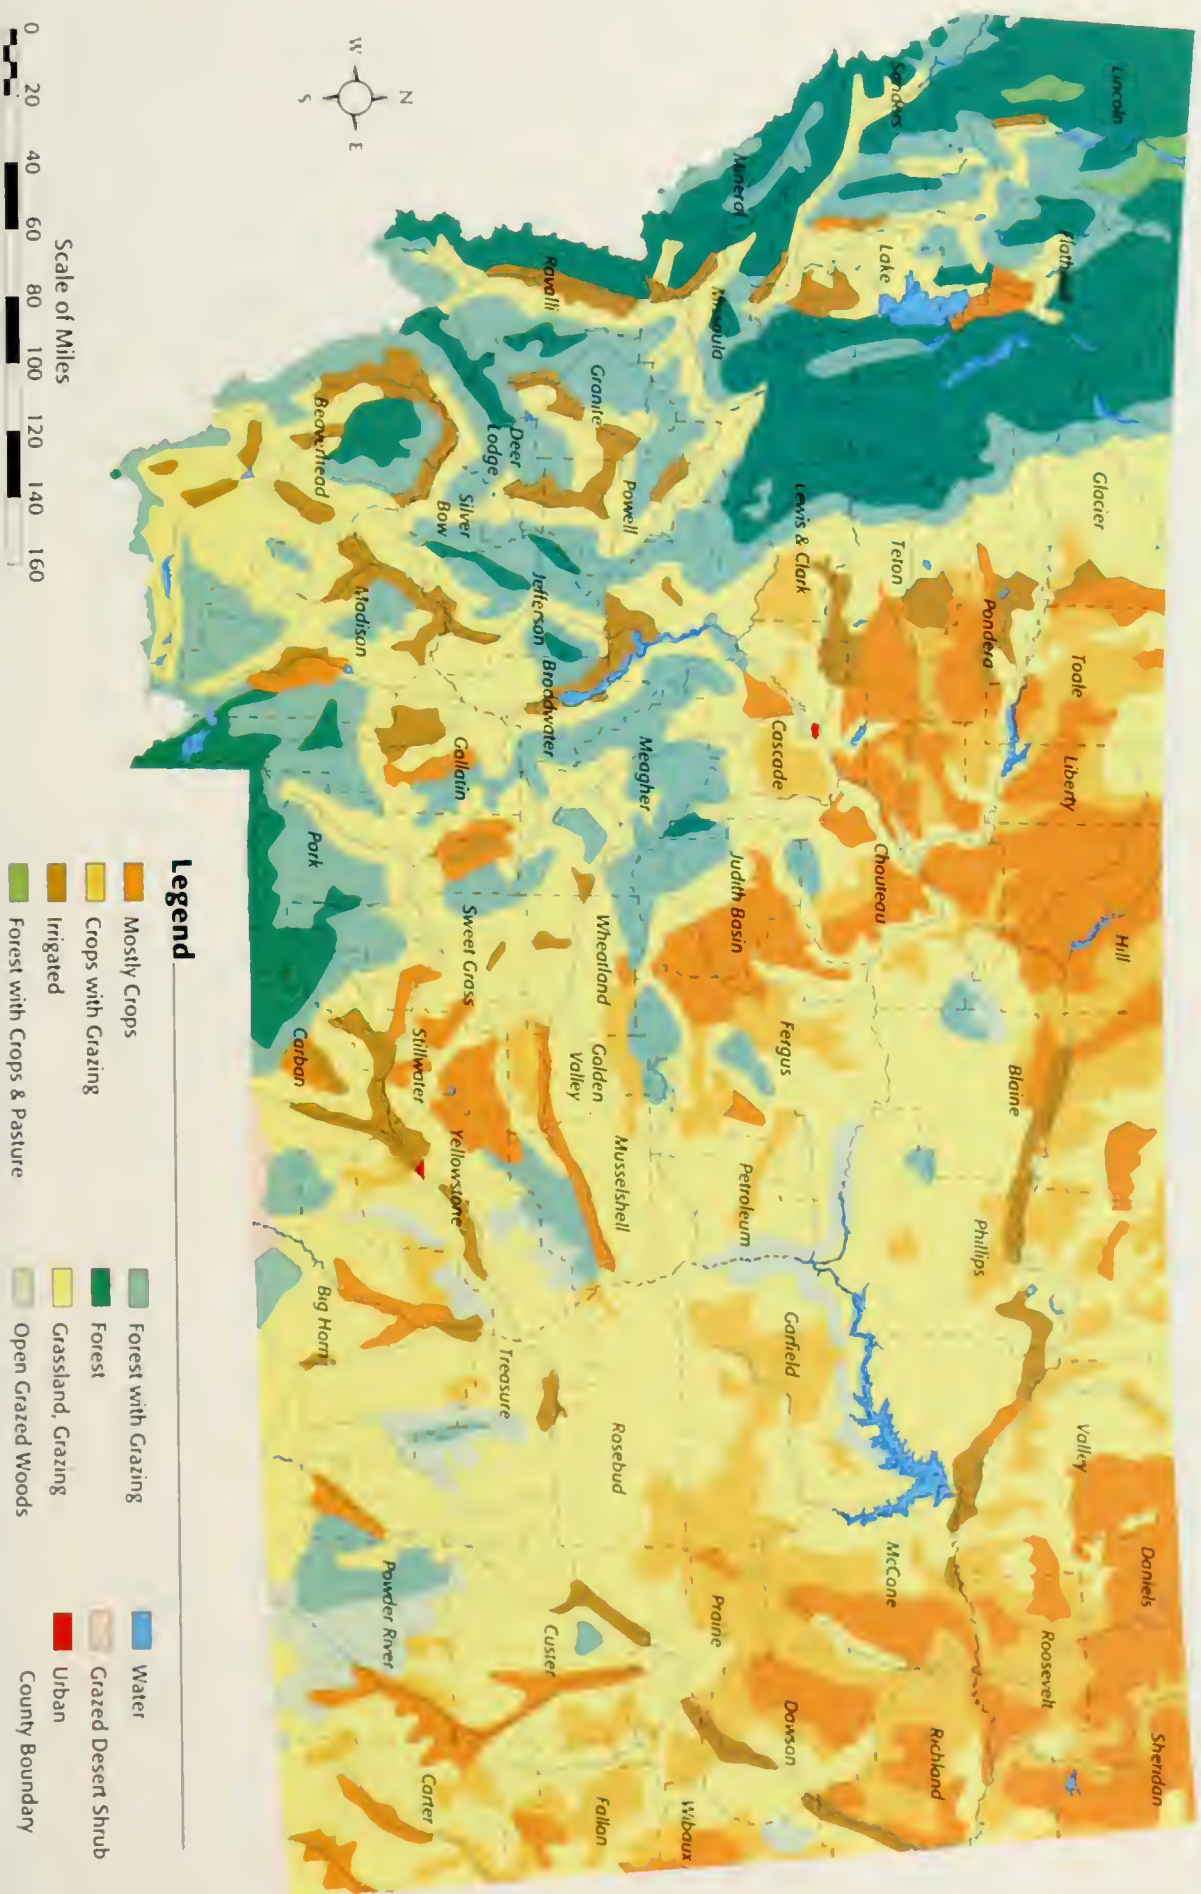 Lincoln
Sanders
Flathead
Lake
Mineral
Missoula
Ravalli
Granite
Powell
Deer
Lodge
Silver
Bow
Beaverhead
Glacier
Toole
Liberty
Hill
Pondera
Teton
Lewis & Clark
Chouteau
Cascade
Judith Basin
Jefferson
Broadwater
Meagher
Madison
Gallatin
Park
Wheatland
Sweet Grass
Blaine
Phillips
Fergus
Petroleum
Golden
Valley
Musselshell
Stillwater
Carbon
Yellowstone
Big Horn
Treasure
Valley
Daniels
Sheridan
Roosevelt
Garfield
McCone
Richland
Rosebud
Prairie
Dawson
Custer
Wibaux
Powder River
Fallon
Carter
N
W
E
S
Scale of Miles
0 20 40 60 80 100 120 140 160
Legend
Mostly Crops
Crops with Grazing
Irrigated
Forest with Crops & Pasture
Forest with Grazing
Forest
Grassland, Grazing
Open Grazed Woods
Water
Grazed Desert Shrub
Urban
County Boundary